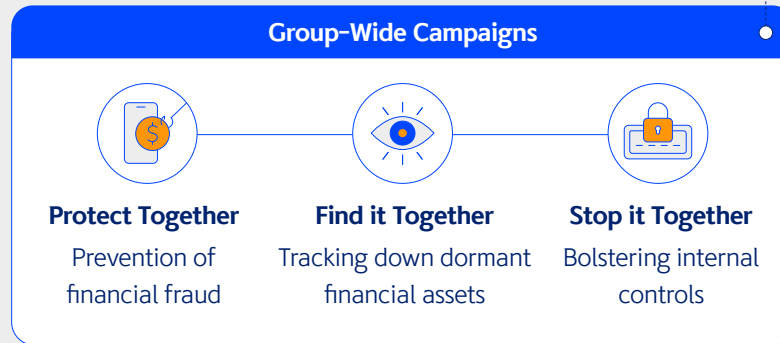 Group-Wide Campaigns
$
Protect Together
Prevention of
financial fraud
Find it Together
Tracking down dormant
financial assets
Stop it Together
Bolstering internal
controls